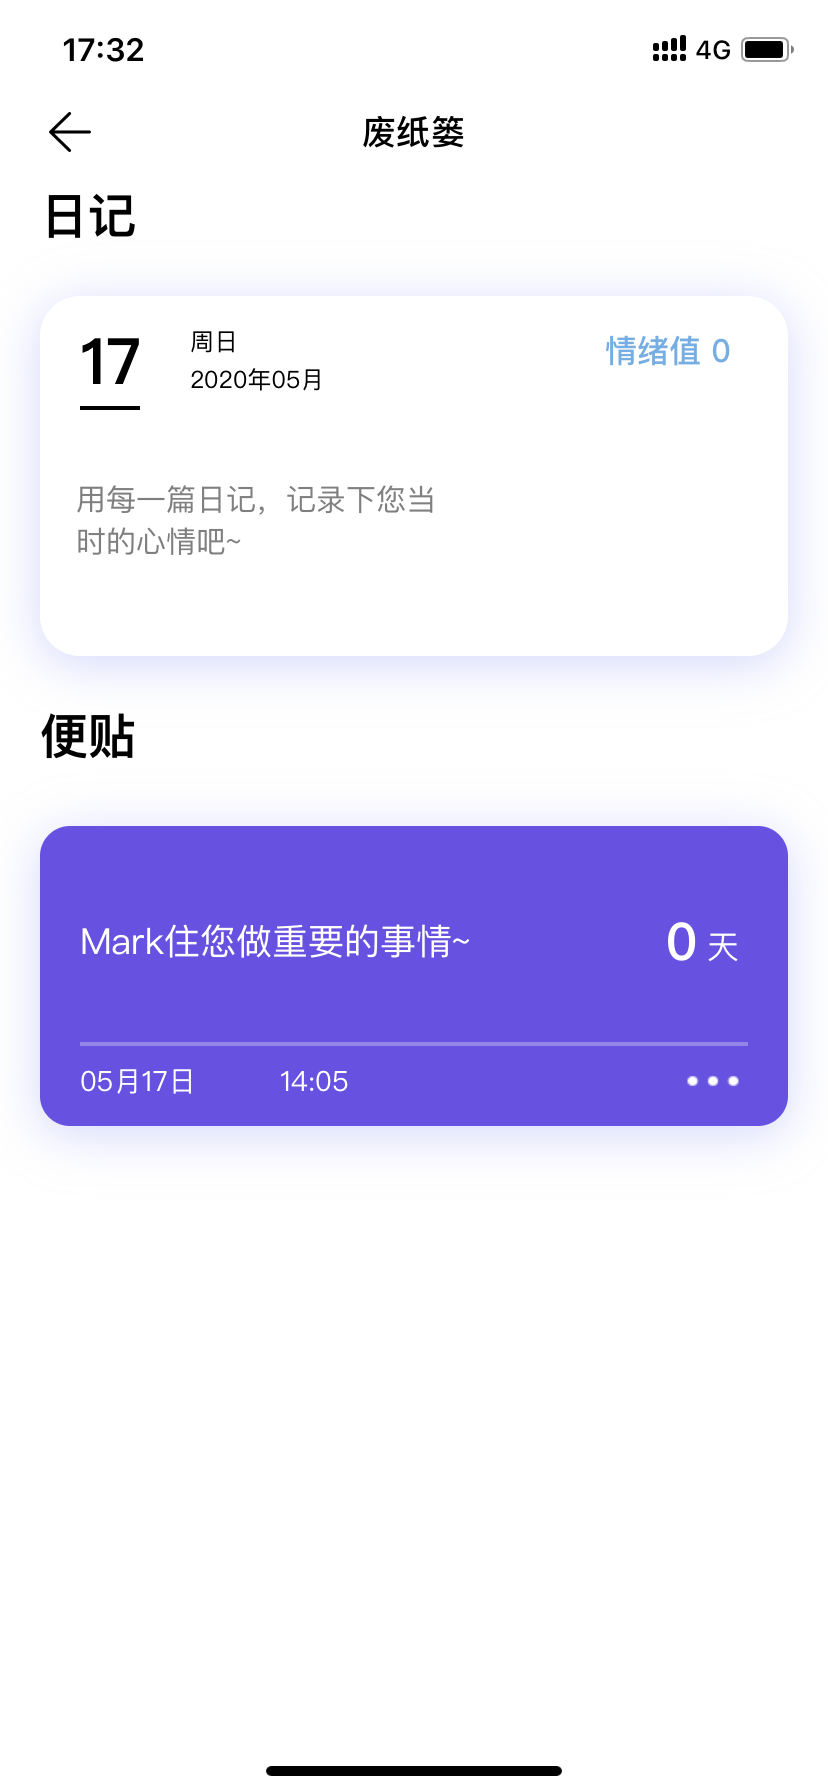 17:32
4G
废纸篓
日记
17
周日
2020年05月
情绪值 0
用每一篇日记，记录下您当
时的心情吧~
便贴
Mark住您做重要的事情~
0 天
05月17日
14:05